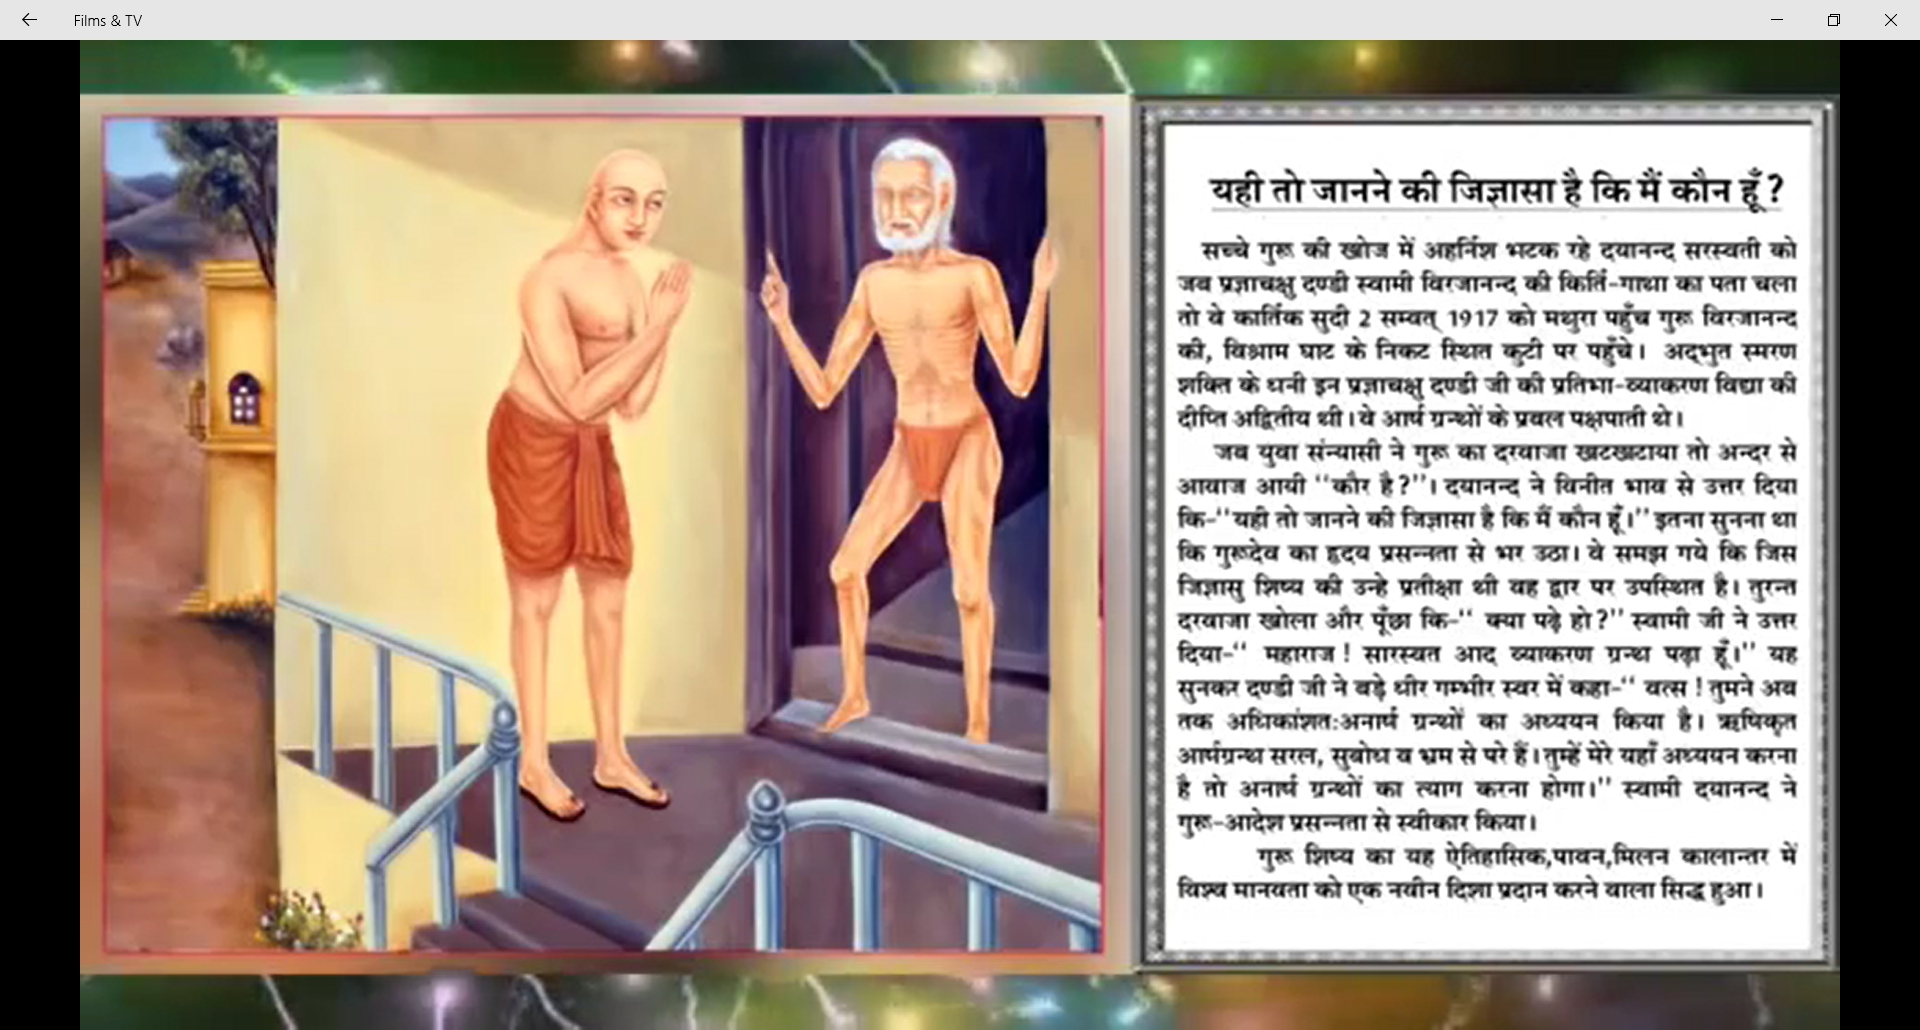 Films & TV
यही तो जानने की जिज्ञासा है कि मैं कौन हूँ ?
सच्चे गुरू की खोज में अहर्निश भटक रहे दयानन्द सरस्वती को
जब प्रज्ञाचक्षु दण्डी स्वामी विरजानन्द की किर्ति-गाथा का पता चला
तो वे कार्तिक सुदी 2 सम्वत् 1917 को मथुरा पहुँच गुरू विरजानन्द
की, विश्राम घाट के निकट स्थित कुटी पर पहुँचे। अद्भुत स्मरण
शक्ति के धनी इन प्रज्ञाचक्षु दण्डी जी की प्रतिभा-व्याकरण विद्या की
दीप्ति अद्वितीय थी। वे आर्ष ग्रन्थों के प्रवल पक्षपाती थे।
जब युवा संन्यासी ने गुरू का दरवाजा खटखटाया तो अन्दर से
आवाज आयी ‘‘कौर है?’’। दयानन्द ने विनीत भाव से उत्तर दिया
कि-‘‘यही तो जानने की जिज्ञासा है कि मैं कौन हूँ।’’ इतना सुनना था
कि गुरूदेव का हृदय प्रसन्नता से भर उठा। वे समझ गये कि जिस
जिज्ञासु शिष्य की उन्हे प्रतीक्षा थी वह द्वार पर उपस्थित है। तुरन्त
दरवाजा खोला और पूँछा कि-‘‘ क्या पढ़े हो?’’ स्वामी जी ने उत्तर
दिया-‘‘ महाराज ! सारस्वत आद व्याकरण ग्रन्थ पढ़ा हूँ।’’ यह
सुनकर दण्डी जी ने बड़े धीर गम्भीर स्वर में कहा-‘‘ वत्स ! तुमने अब
तक अधिकांशतःअनार्ष ग्रन्थों का अध्ययन किया है। ऋषिकृत
आर्षग्रन्थ सरल, सुबोध व भ्रम से परे हैं। तुम्हें मेरे यहाँ अध्ययन करना
है तो अनार्ष ग्रन्थों का त्याग करना होगा।’’ स्वामी दयानन्द ने
गुरू-आदेश प्रसन्नता से स्वीकार किया।
गुरू शिष्य का यह ऐतिहासिक,पावन,मिलन कालान्तर में
विश्व मानवता को एक नवीन दिशा प्रदान करने वाला सिद्ध हुआ।